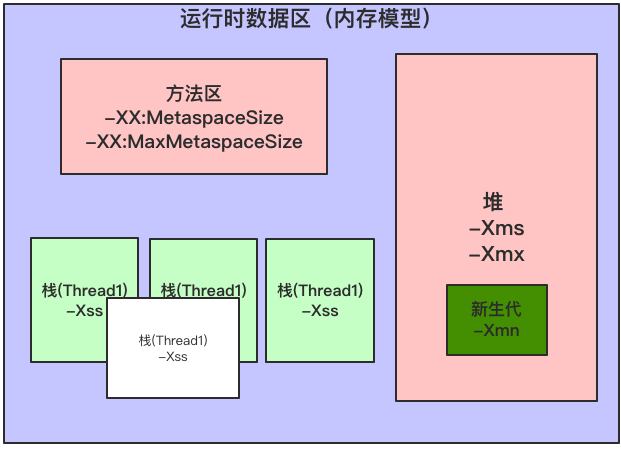 运行时数据区（内存模型）
方法区
-XX:MetaspaceSize
-XX:MaxMetaspaceSize
堆
-Xms
-Xmx
新生代
-Xmn
栈(Thread1)
-Xss
栈(Thread1)
栈(Thread1)
-Xss
栈(Thread1)
-Xss